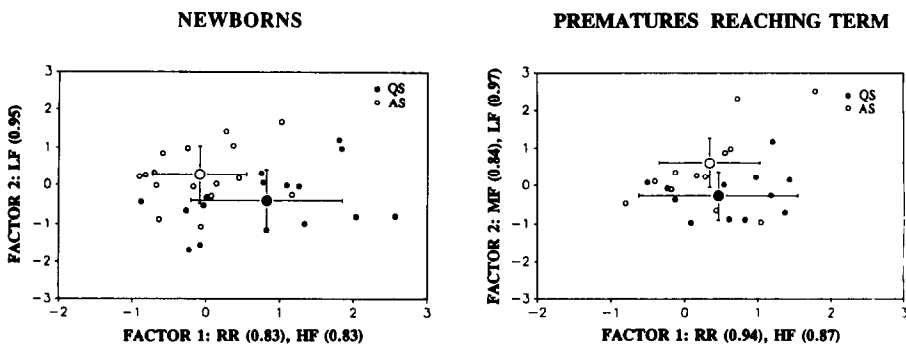 NEWBORNS
3
2
1
0
−1
−2
−3
−2
−1
0
1
2
3
QS
AS
FACTOR 2: LF (0.95)
FACTOR 1: RR (0.83), HF (0.83)
PREMATURES REACHING TERM
3
2
1
0
−1
−2
−3
−2
−1
0
1
2
3
QS
AS
FACTOR 2: MF (0.84), LF (0.97)
FACTOR 1: RR (0.94), HF (0.87)